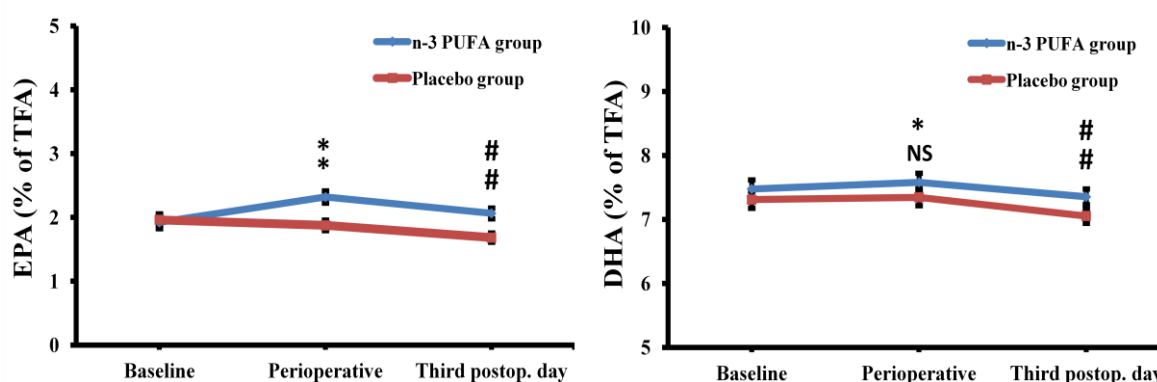 EPA (% of TFA)
5
4
3
2
1
0
n-3 PUFA group
Placebo group
*
*
#
#
Baseline
Perioperative
Third postop. day
DHA (% of TFA)
10
9
8
7
6
5
n-3 PUFA group
Placebo group
*
NS
#
#
Baseline
Perioperative
Third postop. day